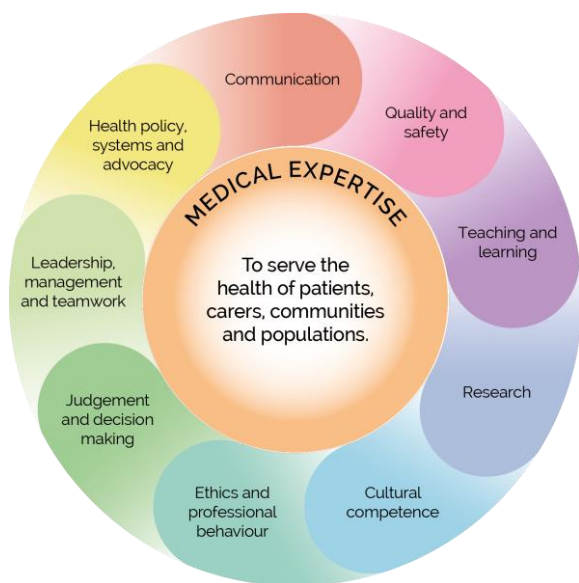 Communication
Quality and
safety
Teaching and
learning
Research
Cultural
competence
Ethics and
professional
behaviour
Judgement and
decision
making
Leadership,
management
and teamwork
Health policy,
systems and
advocacy
MEDICAL EXPERTISE
To serve the
health of patients,
carers, communities
and populations.